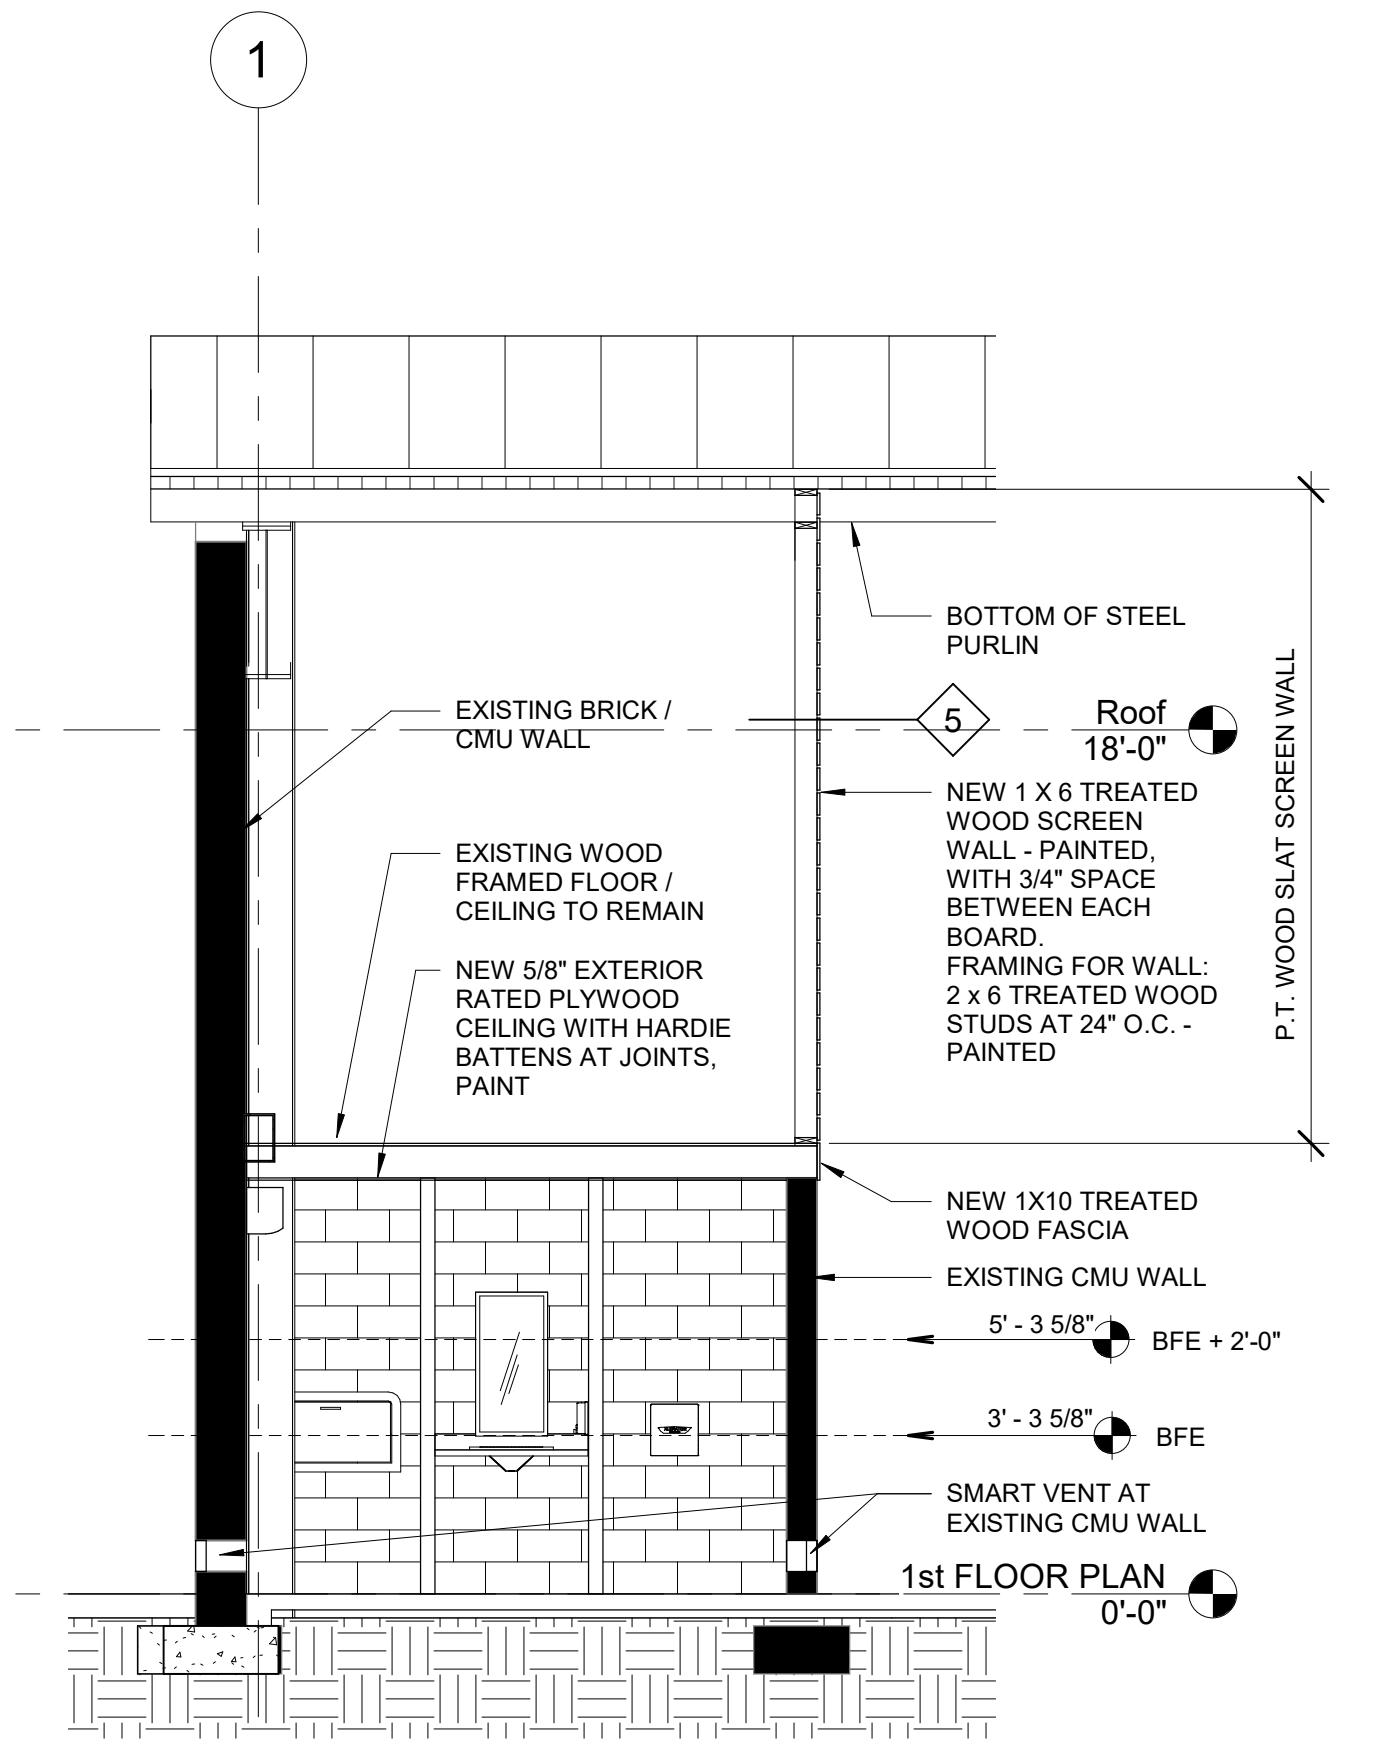 1
BOTTOM OF STEEL
PURLIN
EXISTING BRICK /
CMU WALL
5
Roof
18'-0"
P.T. WOOD SLAT SCREEN WALL
NEW 1 X 6 TREATED
WOOD SCREEN
WALL - PAINTED,
WITH 3/4" SPACE
BETWEEN EACH
BOARD.
FRAMING FOR WALL:
2 x 6 TREATED WOOD
STUDS AT 24" O.C. -
PAINTED
EXISTING WOOD
FRAMED FLOOR /
CEILING TO REMAIN
NEW 5/8" EXTERIOR
RATED PLYWOOD
CEILING WITH HARDIE
BATTENS AT JOINTS,
PAINT
NEW 1X10 TREATED
WOOD FASCIA
EXISTING CMU WALL
5' - 3 5/8"
BFE + 2'-0"
3' - 3 5/8"
BFE
SMART VENT AT
EXISTING CMU WALL
1st FLOOR PLAN
0'-0"